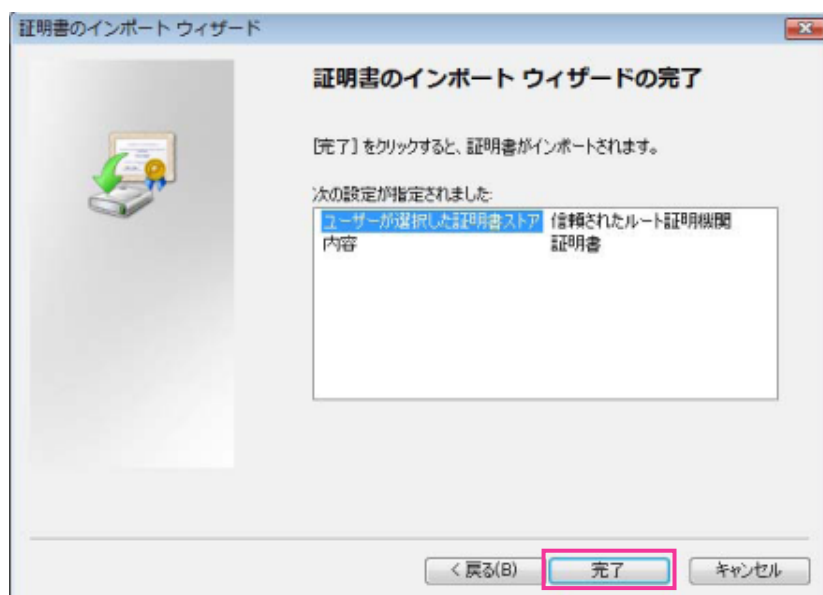 証明書のインポート ウィザード
証明書のインポート ウィザードの完了
[完了] をクリックすると、証明書がインポートされます。
次の設定が指定されました:
ユーザーが選択した証明書ストア 信頼されたルート証明機関
内容 証明書
< 戻る(B) 完了 キャンセル